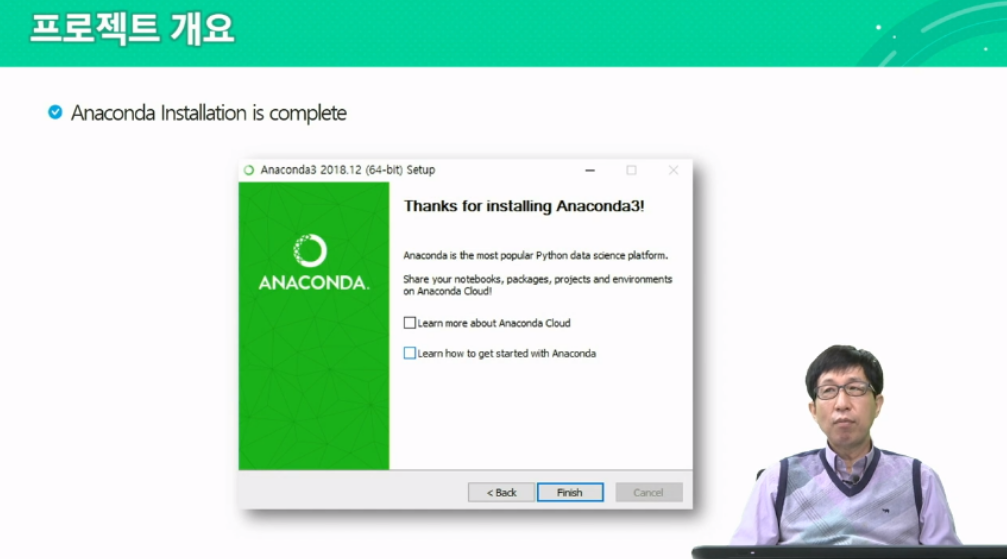 프로젝트 개요
Anaconda Installation is complete
Anaconda3 2018.12 (64-bit) Setup
Thanks for installing Anaconda3!
ANACONDA.
Anaconda is the most popular Python data science platform.
Share your notebooks, packages, projects and environments
on Anaconda Cloud!
Learn more about Anaconda Cloud
Learn how to get started with Anaconda
< Back
Finish
Cancel